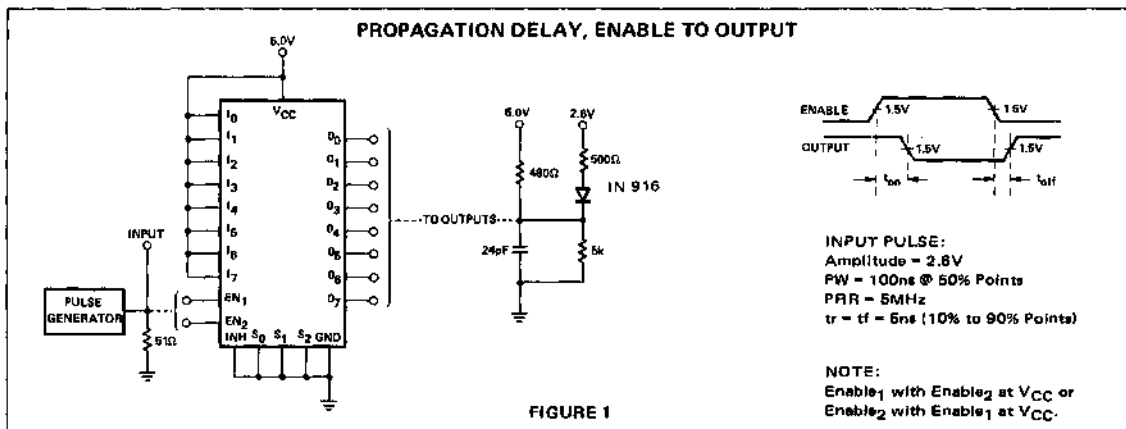 PROPAGATION DELAY, ENABLE TO OUTPUT
5.0V
VCC
I0
I1
I2
I3
I4
I5
I6
I7
EN1
EN2
INH S0 S1 S2 GND
O0
O1
O2
O3
O4
O5
O6
O7
INPUT
PULSE
GENERATOR
51Ω
TO OUTPUTS
5.0V
2.6V
480Ω
500Ω
IN 916
24pF
5k
ENABLE
1.5V
1.5V
OUTPUT
1.5V
1.5V
ton
toff
INPUT PULSE:
Amplitude = 2.6V
PW = 100ns @ 50% Points
PRR = 5MHz
tr = tf = 5ns (10% to 90% Points)
NOTE:
Enable1 with Enable2 at VCC or
Enable2 with Enable1 at VCC.
FIGURE 1